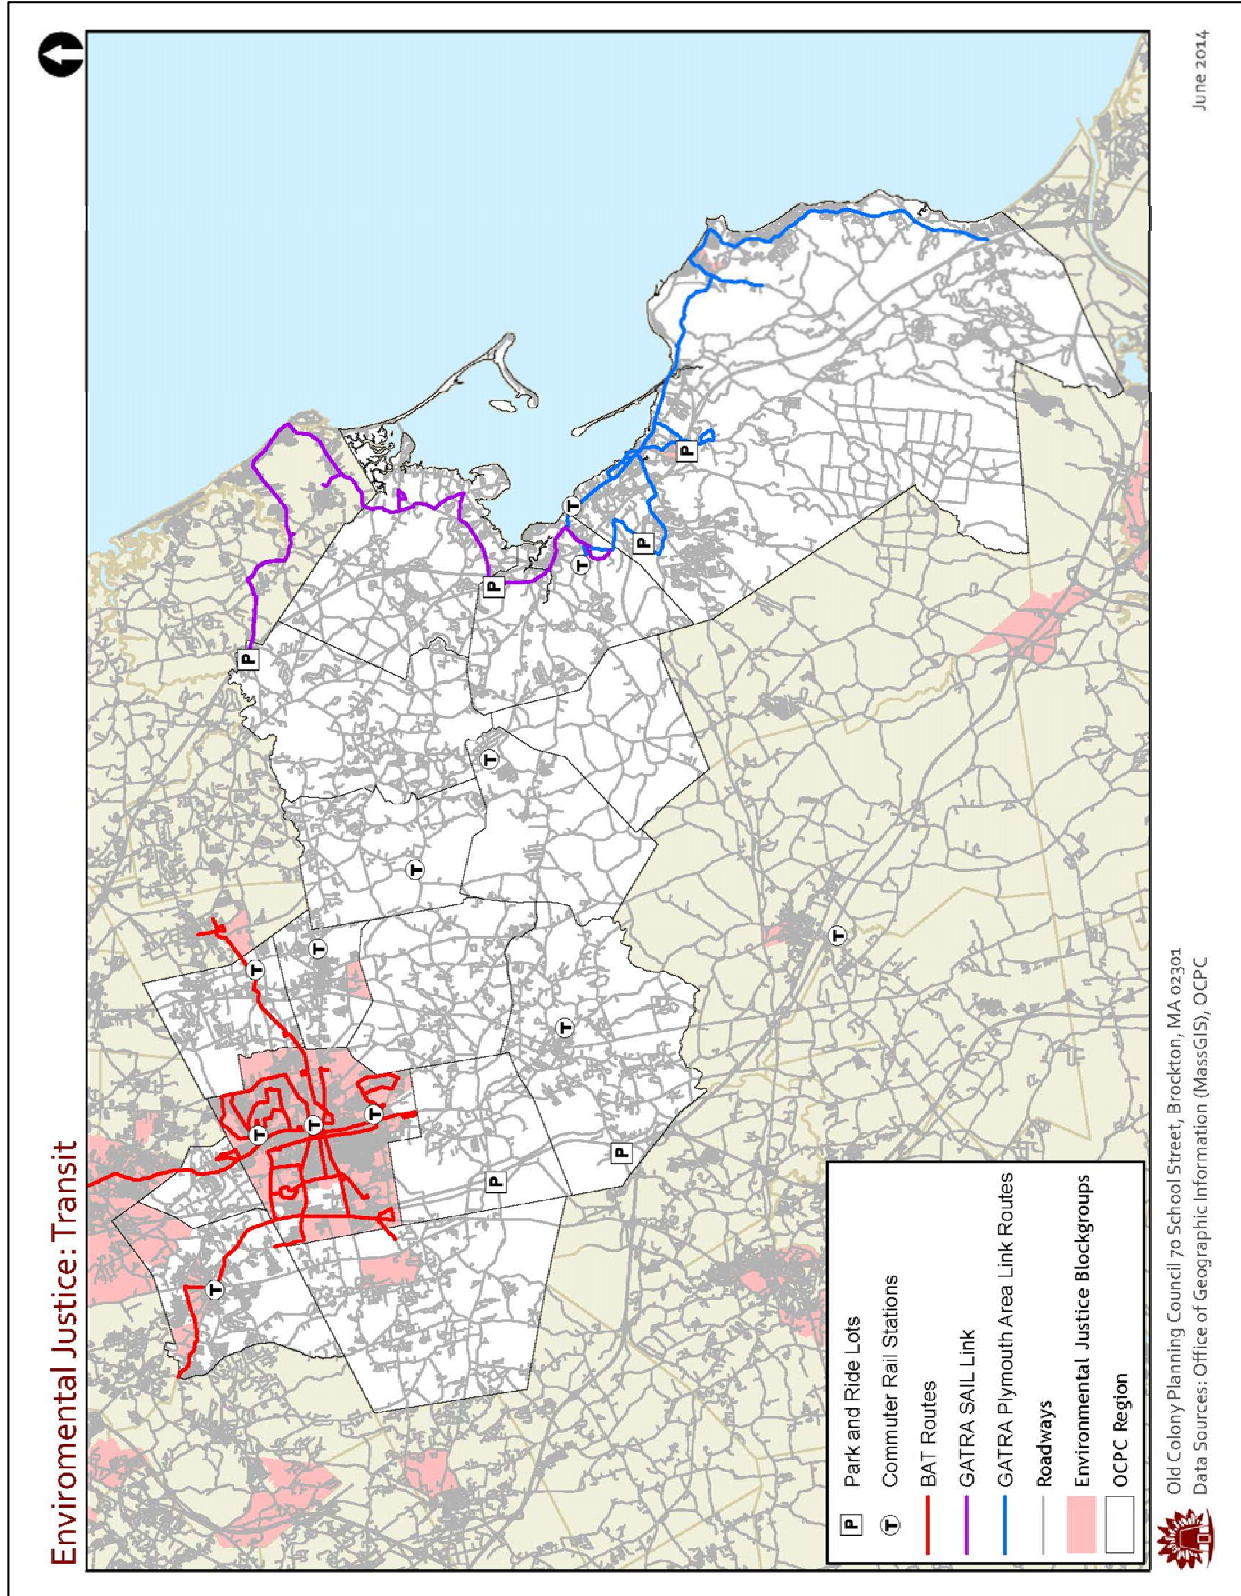 Enviromental Justice: Transit
P
P
P
P
P
P
T
T
T
T
T
T
T
T
T
T
T
T
P Park and Ride Lots
T Commuter Rail Stations
BAT Routes
GATRA SAIL Link
GATRA Plymouth Area Link Routes
Roadways
Environmental Justice Blockgroups
OCPC Region
Old Colony Planning Council 70 School Street, Brockton, MA 02301
Data Sources: Office of Geographic Information (MassGIS), OCPC
June 2014